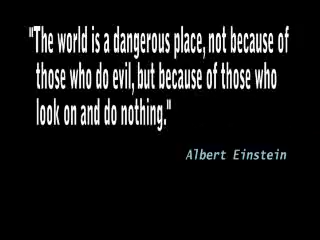 "The world is a dangerous place, not because of
those who do evil, but because of those who
look on and do nothing."
Albert Einstein